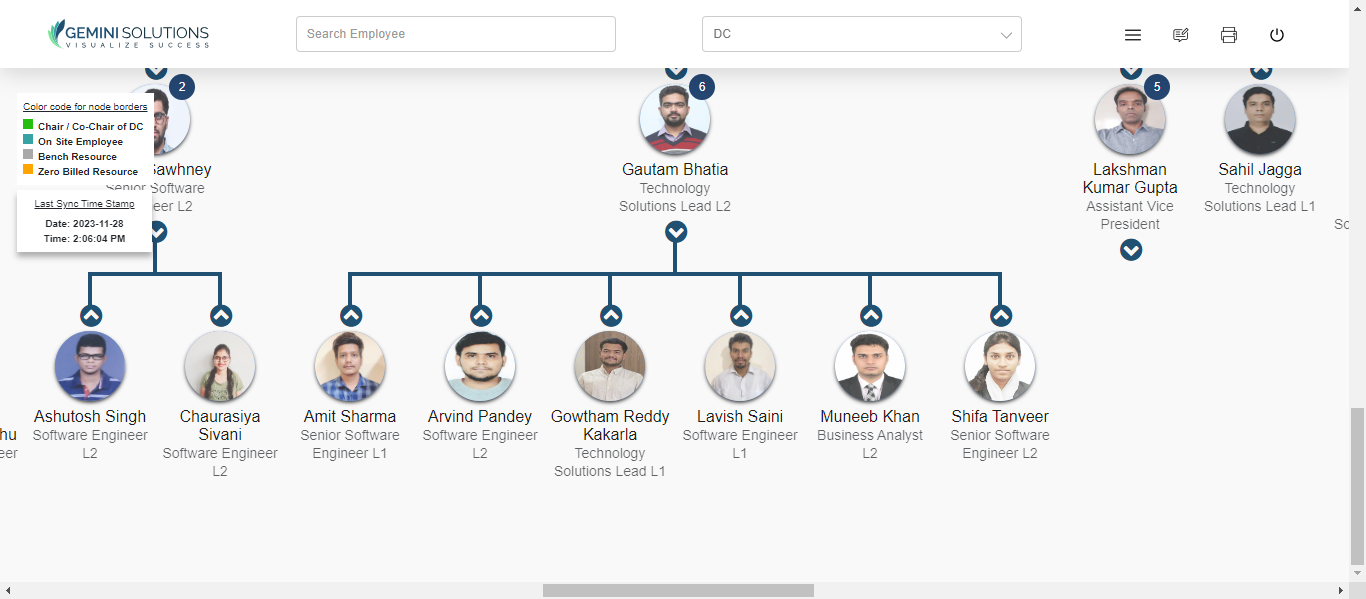 GEMINI SOLUTIONS
VISUALIZE SUCCESS
Search Employee
DC
2
6
5
Color code for node borders
Chair / Co-Chair of DC
On Site Employee
Bench Resource
Zero Billed Resource
Last Sync Time Stamp
Date: 2023-11-28
Time: 2:06:04 PM
Sawhney
Senior Software
eer L2
Gautam Bhatia
Technology
Solutions Lead L2
Lakshman
Kumar Gupta
Assistant Vice
President
Sahil Jagga
Technology
Solutions Lead L1
So
hu
eer
Ashutosh Singh
Software Engineer
L2
Chaurasiya
Sivani
Software Engineer
L2
Amit Sharma
Senior Software
Engineer L1
Arvind Pandey
Software Engineer
L2
Gowtham Reddy
Kakarla
Technology
Solutions Lead L1
Lavish Saini
Software Engineer
L1
Muneeb Khan
Business Analyst
L2
Shifa Tanveer
Senior Software
Engineer L2